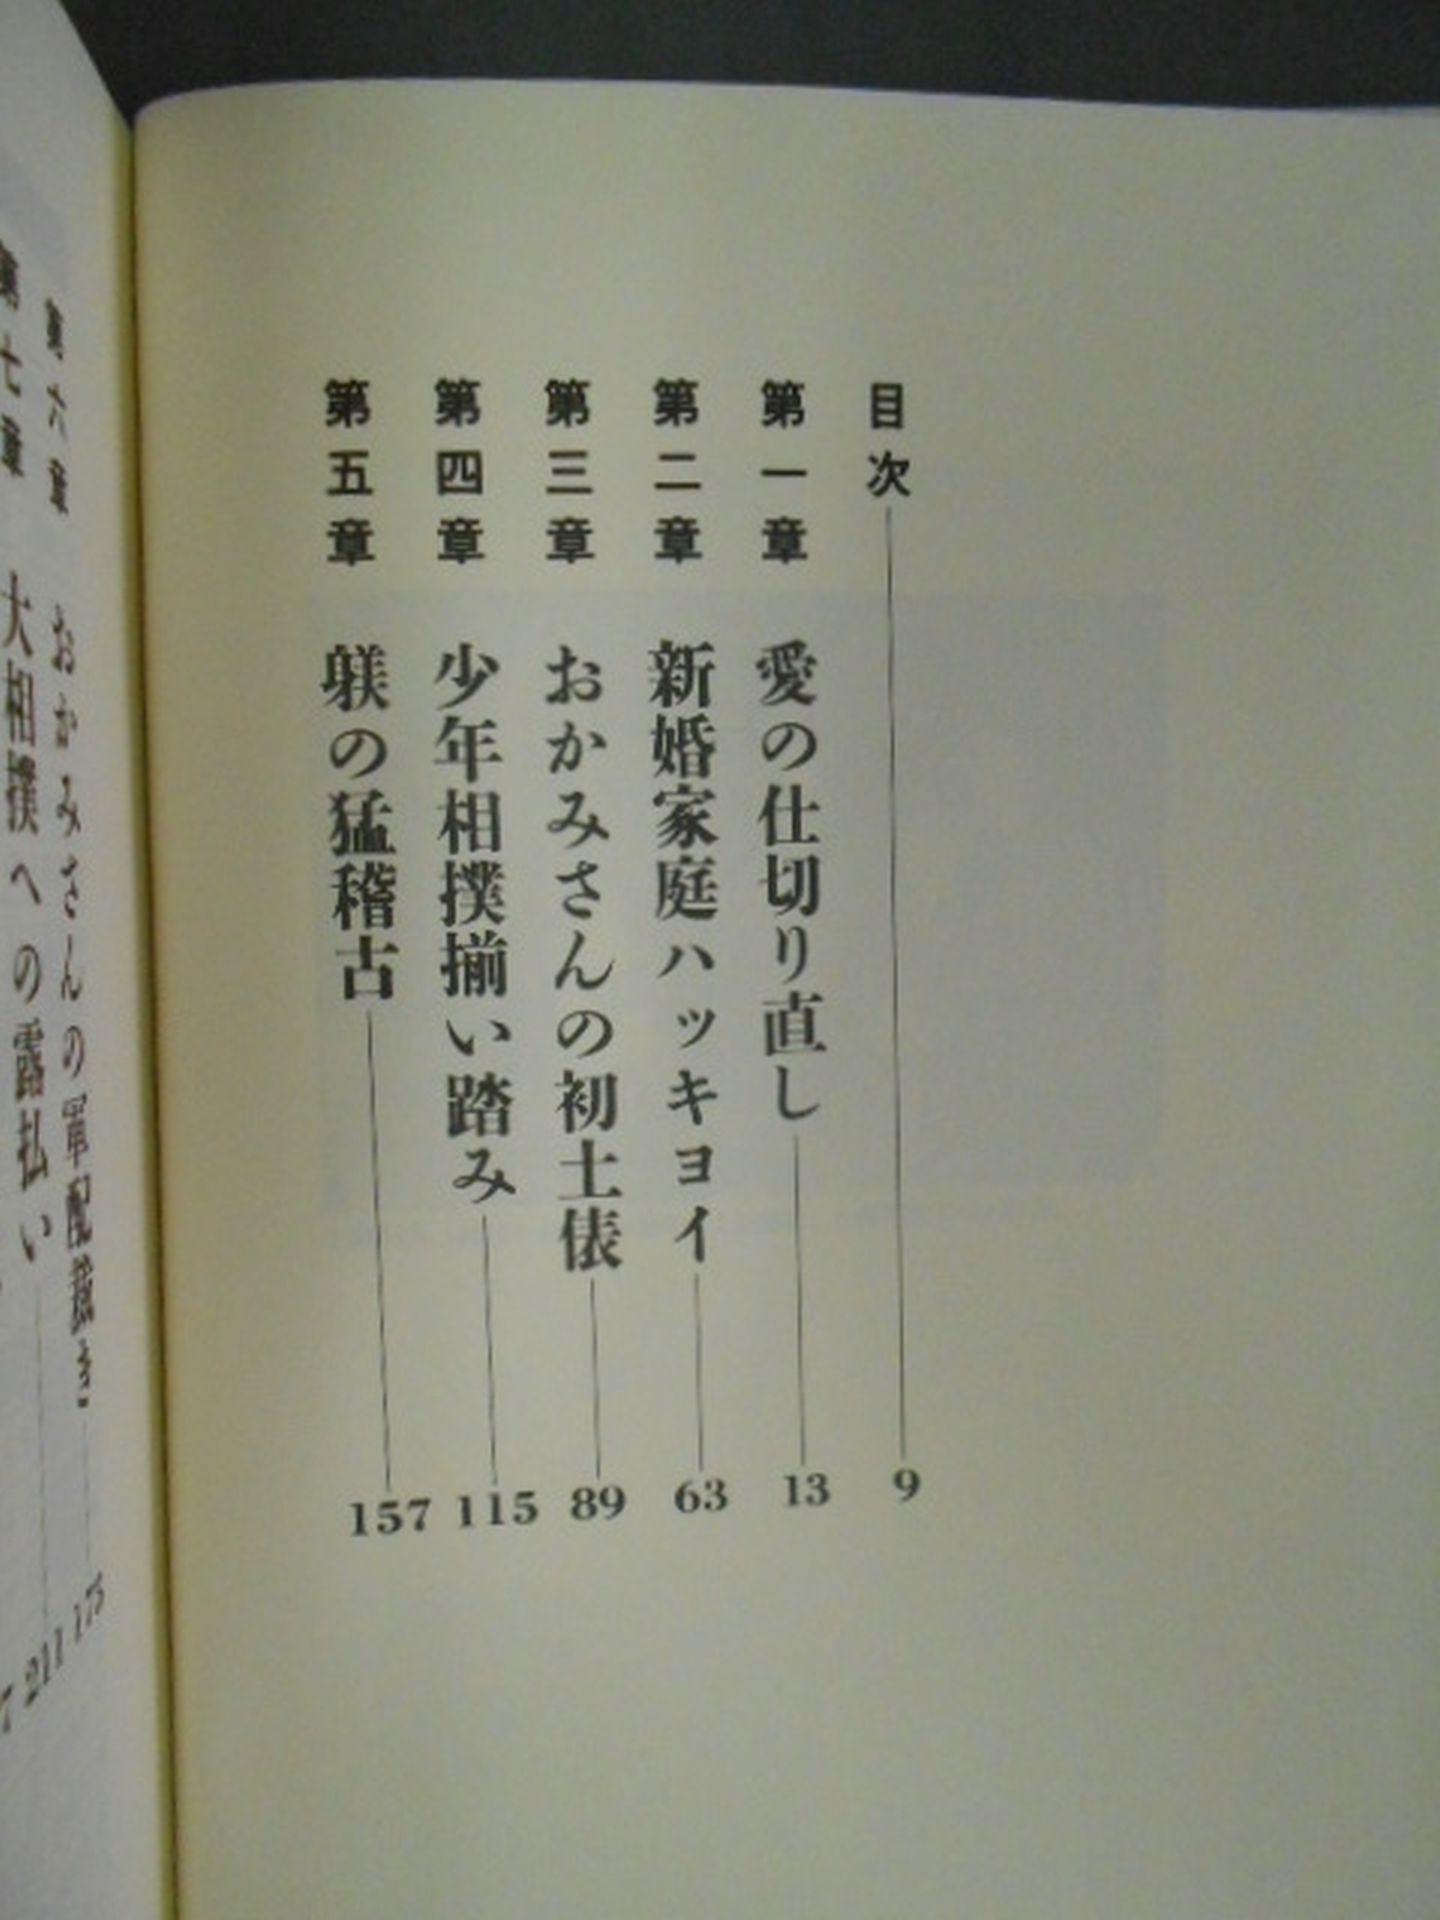 目次 9
第一章 愛の仕切り直し 13
第二章 新婚家庭ハッキヨイ 63
第三章 おかみさんの初土俵 89
第四章 少年相撲揃い踏み 115
第五章 躾の猛稽古 157
第六章 おかみさんの軍配裁き 175
第七章 大相撲への露払い 211